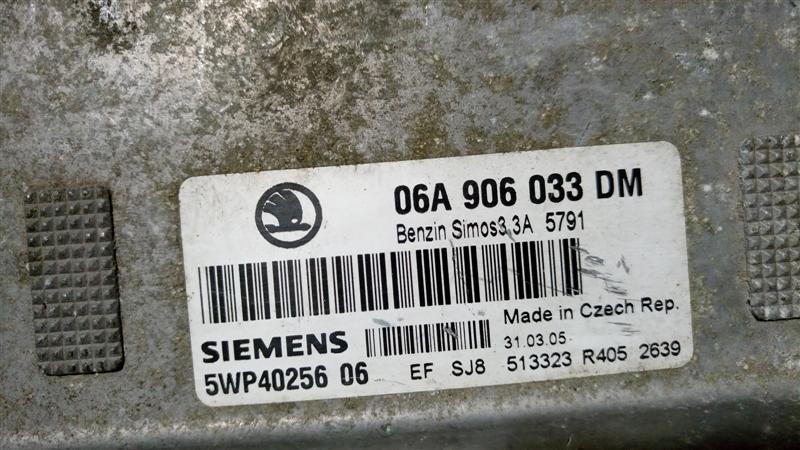 06A 906 033 DM
Benzin Simos3.3A 5791
Made in Czech Rep.
SIEMENS
31.03.05
5WP40256 06 EF SJ8 513323 R405 2639